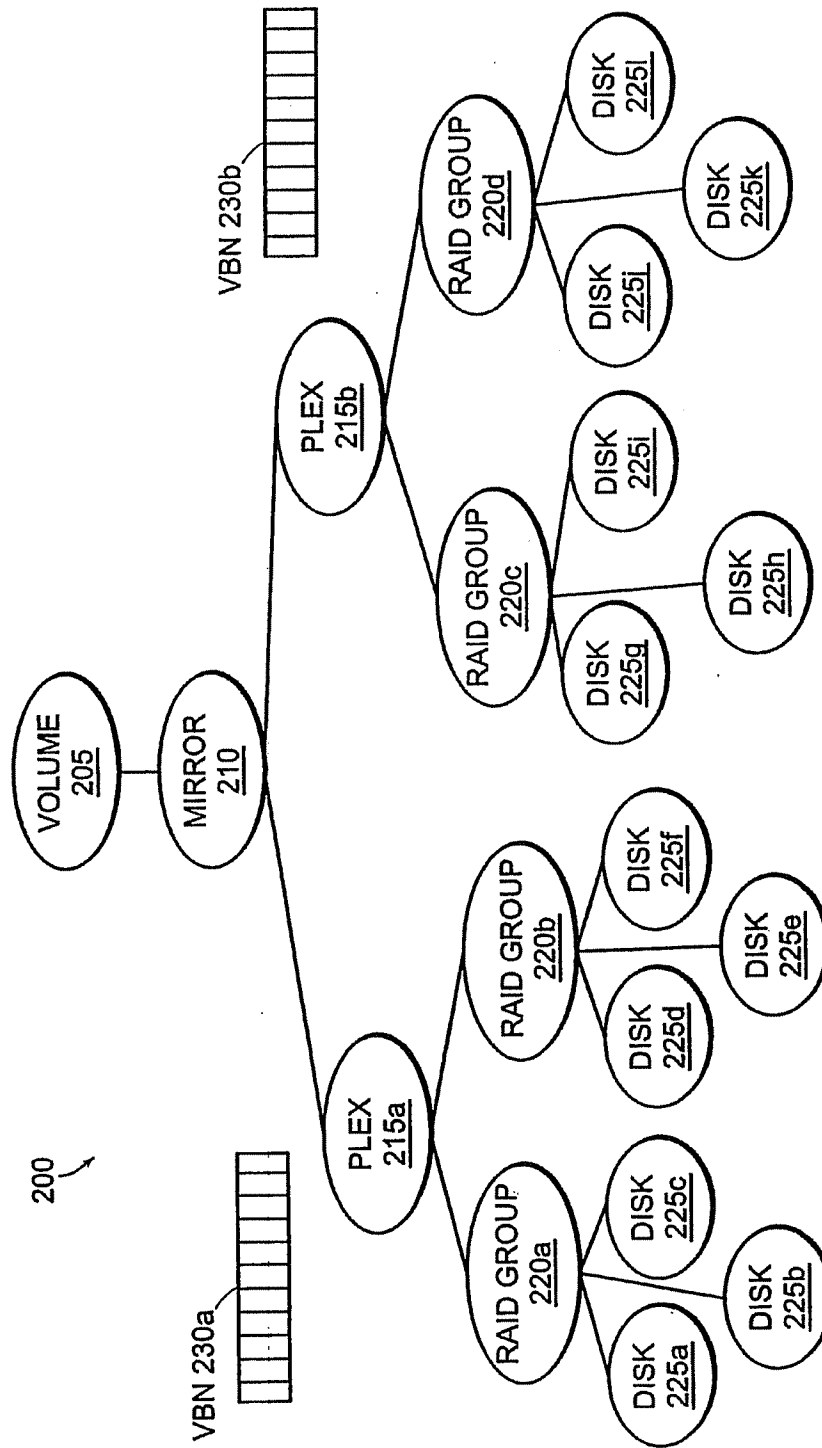 200
VBN 230a
VBN 230b
VOLUME
205
MIRROR
210
PLEX
215a
PLEX
215b
RAID GROUP
220a
RAID GROUP
220b
RAID GROUP
220c
RAID GROUP
220d
DISK
225a
DISK
225b
DISK
225c
DISK
225d
DISK
225e
DISK
225f
DISK
225g
DISK
225h
DISK
225i
DISK
225j
DISK
225k
DISK
225l